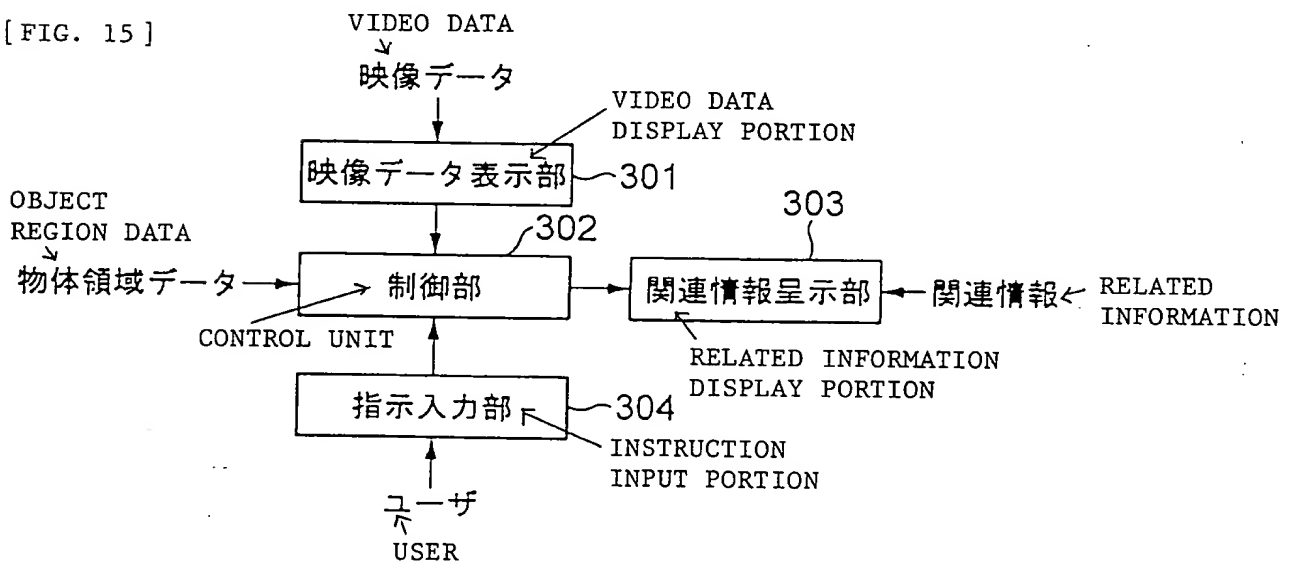 [FIG. 15]
VIDEO DATA
映像データ
VIDEO DATA
DISPLAY PORTION
映像データ表示部
301
OBJECT
REGION DATA
物体領域データ
302
制御部
CONTROL UNIT
303
関連情報呈示部
関連情報
RELATED
INFORMATION
RELATED INFORMATION
DISPLAY PORTION
指示入力部
304
INSTRUCTION
INPUT PORTION
ユーザ
USER